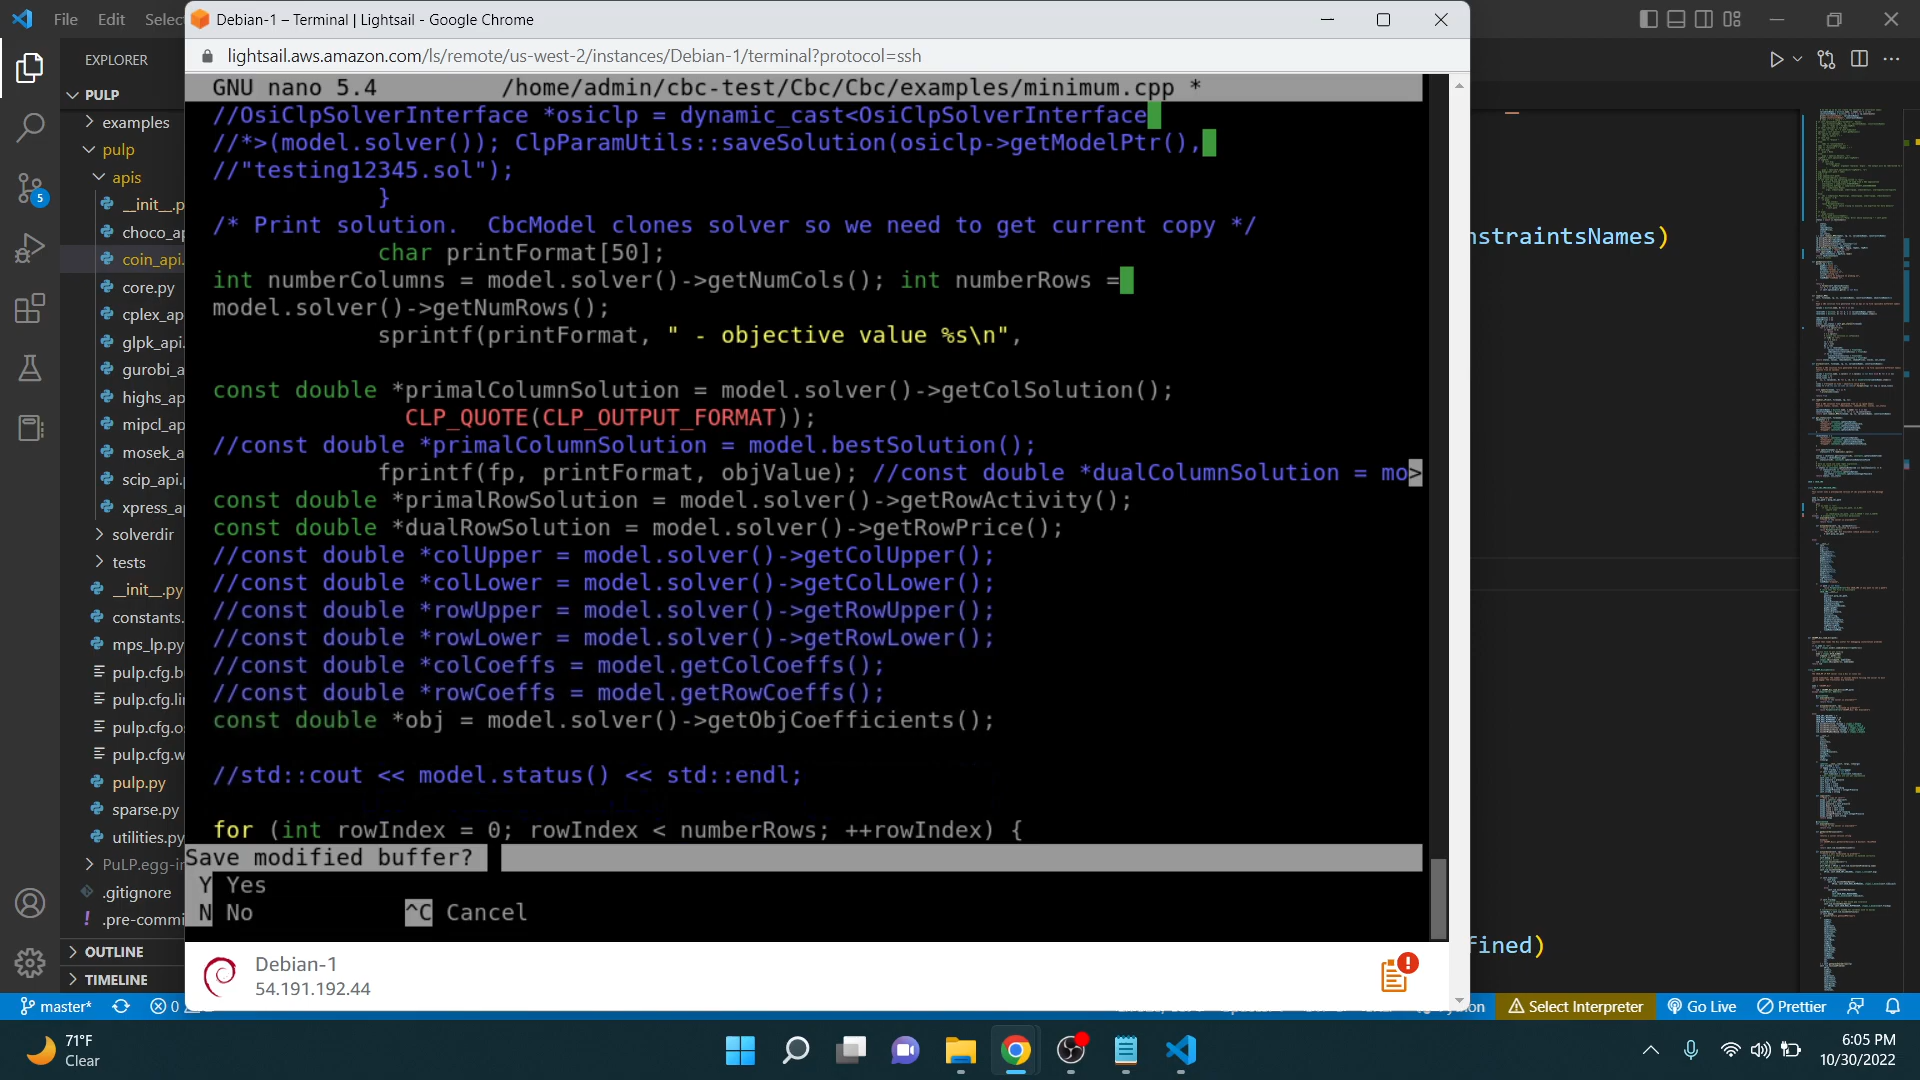 File Edit Selec
Debian-1 – Terminal | Lightsail - Google Chrome
lightsail.aws.amazon.com/ls/remote/us-west-2/instances/Debian-1/terminal?protocol=ssh
EXPLORER
PULP
examples
pulp
apis
__init__.p
choco_ap
coin_api.
core.py
cplex_ap
glpk_api.
gurobi_a
highs_ap
mipcl_ap
mosek_a
scip_api.
xpress_a
solverdir
tests
__init__.py
constants.
mps_lp.py
pulp.cfg.b
pulp.cfg.li
pulp.cfg.o
pulp.cfg.w
pulp.py
sparse.py
utilities.py
PuLP.egg-i
.gitignore
.pre-commi
OUTLINE
TIMELINE
5
GNU nano 5.4 /home/admin/cbc-test/Cbc/Cbc/examples/minimum.cpp *
//OsiClpSolverInterface *osiclp = dynamic_cast<OsiClpSolverInterface
//*>(model.solver()); ClpParamUtils::saveSolution(osiclp->getModelPtr(),
//"testing12345.sol");
}
/* Print solution.  CbcModel clones solver so we need to get current copy */
char printFormat[50];
int numberColumns = model.solver()->getNumCols(); int numberRows =
model.solver()->getNumRows();
sprintf(printFormat, " - objective value %s\n",
const double *primalColumnSolution = model.solver()->getColSolution();
CLP_QUOTE(CLP_OUTPUT_FORMAT));
//const double *primalColumnSolution = model.bestSolution();
fprintf(fp, printFormat, objValue); //const double *dualColumnSolution = mo>
const double *primalRowSolution = model.solver()->getRowActivity();
const double *dualRowSolution = model.solver()->getRowPrice();
//const double *colUpper = model.solver()->getColUpper();
//const double *colLower = model.solver()->getColLower();
//const double *rowUpper = model.solver()->getRowUpper();
//const double *rowLower = model.solver()->getRowLower();
//const double *colCoeffs = model.getColCoeffs();
//const double *rowCoeffs = model.getRowCoeffs();
const double *obj = model.solver()->getObjCoefficients();
//std::cout << model.status() << std::endl;
for (int rowIndex = 0; rowIndex < numberRows; ++rowIndex) {
Save modified buffer?
Y Yes
N No ^C Cancel
Debian-1
54.191.192.44
nstraintsNames)
fined)
master* 0
Select Interpreter Go Live Prettier
71°F
Clear
6:05 PM
10/30/2022